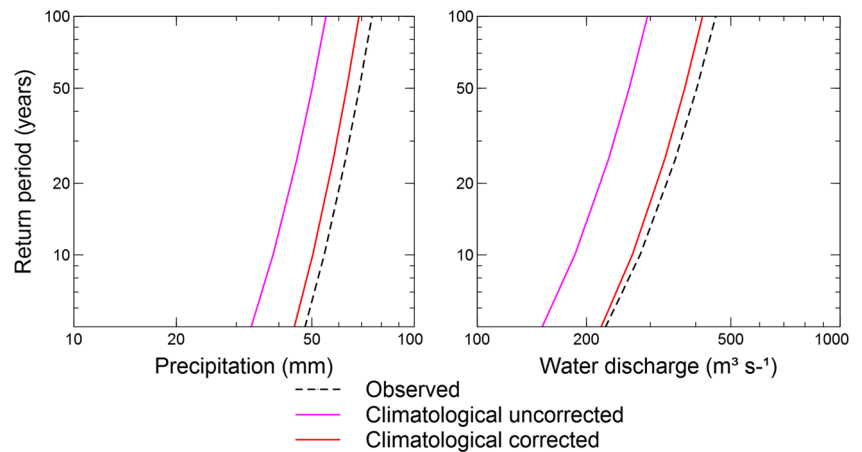 100
50
20
10
Return period (years)
10
20
50
100
Precipitation (mm)
100
50
20
10
100
200
500
1000
Water discharge (m³ s-¹)
Observed
Climatological uncorrected
Climatological corrected